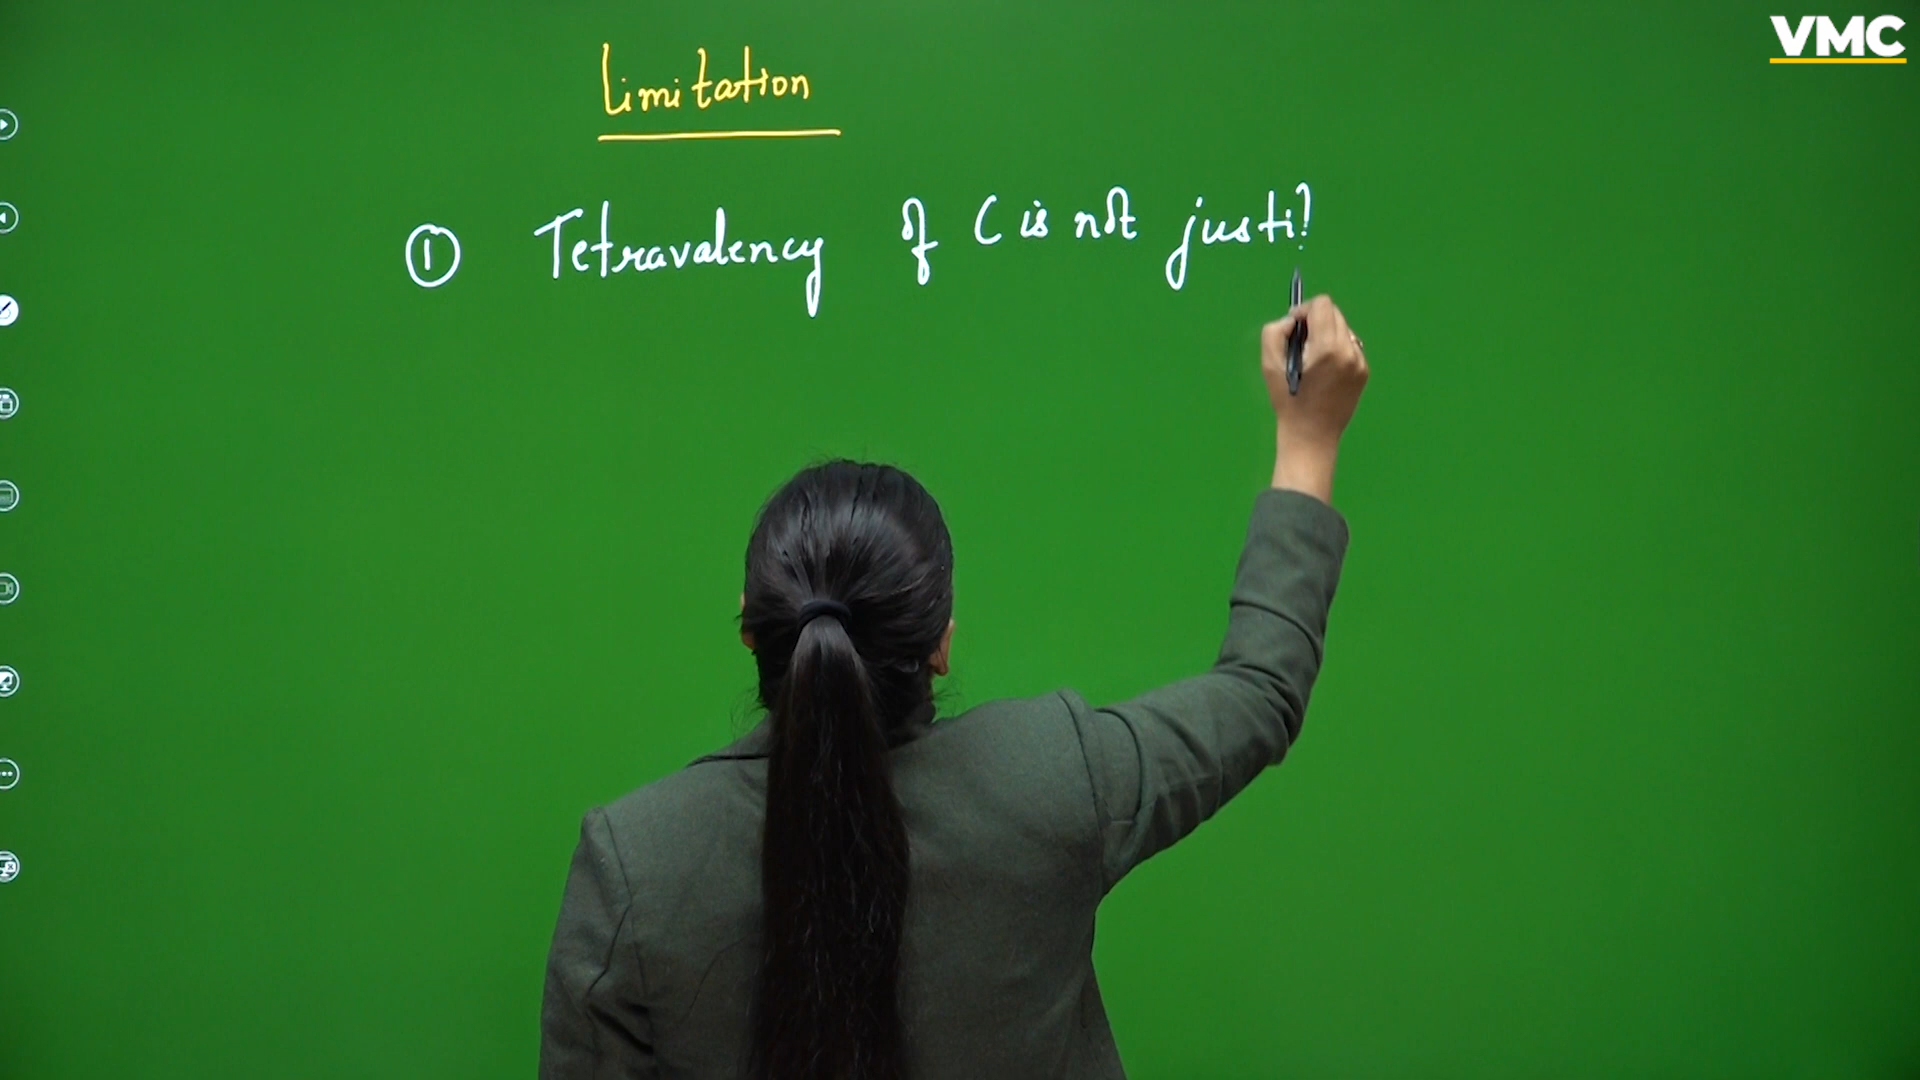 VMC
Limitation
① Tetravalency of C is not justi